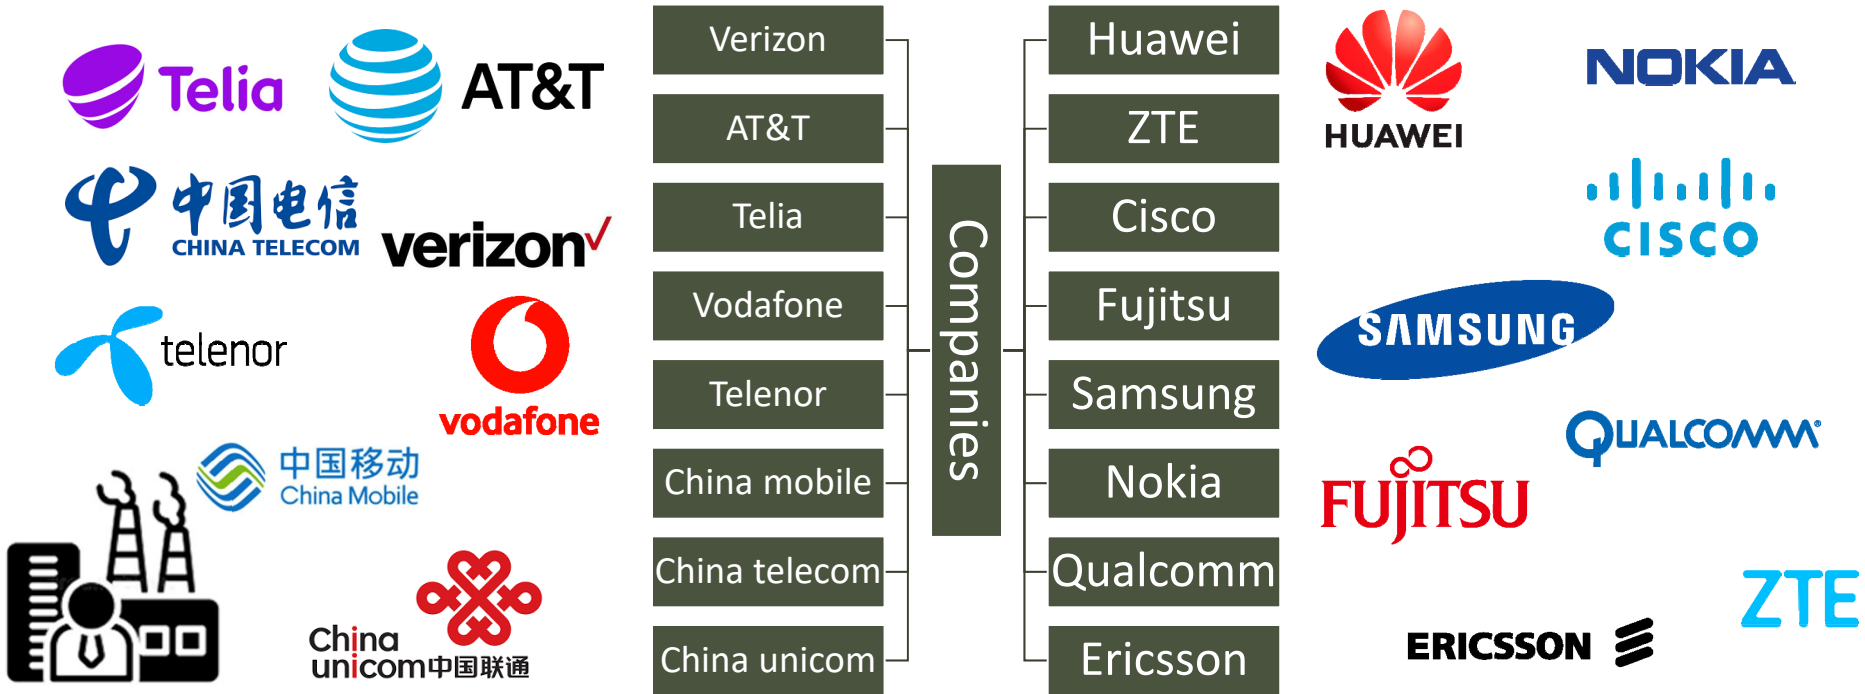 Telia
AT&T
中国电信
CHINA TELECOM
verizon
telenor
vodafone
中国移动
China Mobile
China
unicom中国联通
Verizon
AT&T
Telia
Vodafone
Telenor
China mobile
China telecom
China unicom
Companies
Huawei
ZTE
Cisco
Fujitsu
Samsung
Nokia
Qualcomm
Ericsson
HUAWEI
NOKIA
CISCO
SAMSUNG
QUALCOMM®
FUJITSU
ZTE
ERICSSON